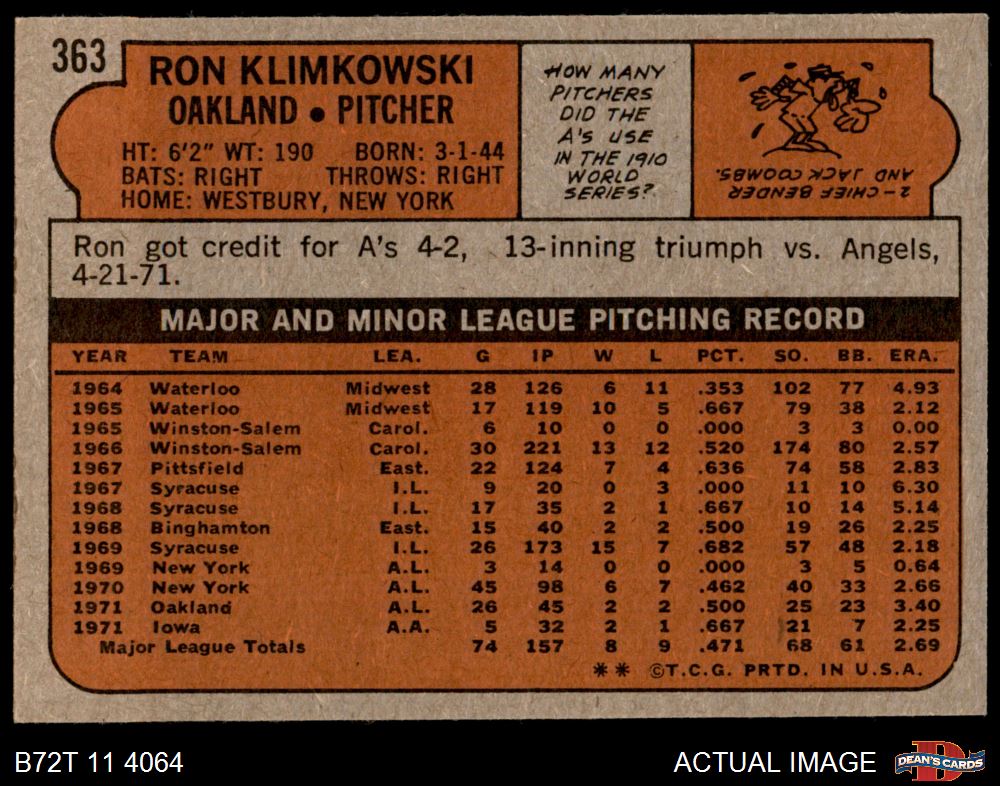 363
RON KLIMKOWSKI
OAKLAND • PITCHER
HT: 6'2" WT: 190 BORN: 3-1-44
BATS: RIGHT THROWS: RIGHT
HOME: WESTBURY, NEW YORK
HOW MANY
PITCHERS
DID THE
A's USE
IN THE 1910
WORLD
SERIES?
2-CHIEF BENDER
AND JACK COOMBS.
Ron got credit for A's 4-2, 13-inning triumph vs. Angels,
4-21-71.
MAJOR AND MINOR LEAGUE PITCHING RECORD
YEAR TEAM LEA. G IP W L PCT. SO. BB. ERA.
1964 Waterloo Midwest 28 126 6 11 .353 102 77 4.93
1965 Waterloo Midwest 17 119 10 5 .667 79 38 2.12
1965 Winston-Salem Carol. 6 10 0 0 .000 3 3 0.00
1966 Winston-Salem Carol. 30 221 13 12 .520 174 80 2.57
1967 Pittsfield East. 22 124 7 4 .636 74 58 2.83
1967 Syracuse I.L. 9 20 0 3 .000 11 10 6.30
1968 Syracuse I.L. 17 35 2 1 .667 10 14 5.14
1968 Binghamton East. 15 40 2 2 .500 19 26 2.25
1969 Syracuse I.L. 26 173 15 7 .682 57 48 2.18
1969 New York A.L. 3 14 0 0 .000 3 5 0.64
1970 New York A.L. 45 98 6 7 .462 40 33 2.66
1971 Oakland A.L. 26 45 2 2 .500 25 23 3.40
1971 Iowa A.A. 5 32 2 1 .667 21 7 2.25
Major League Totals 74 157 8 9 .471 68 61 2.69
** ©T.C.G. PRTD. IN U.S.A.
B72T 11 4064
ACTUAL IMAGE
D
DEAN'S CARDS